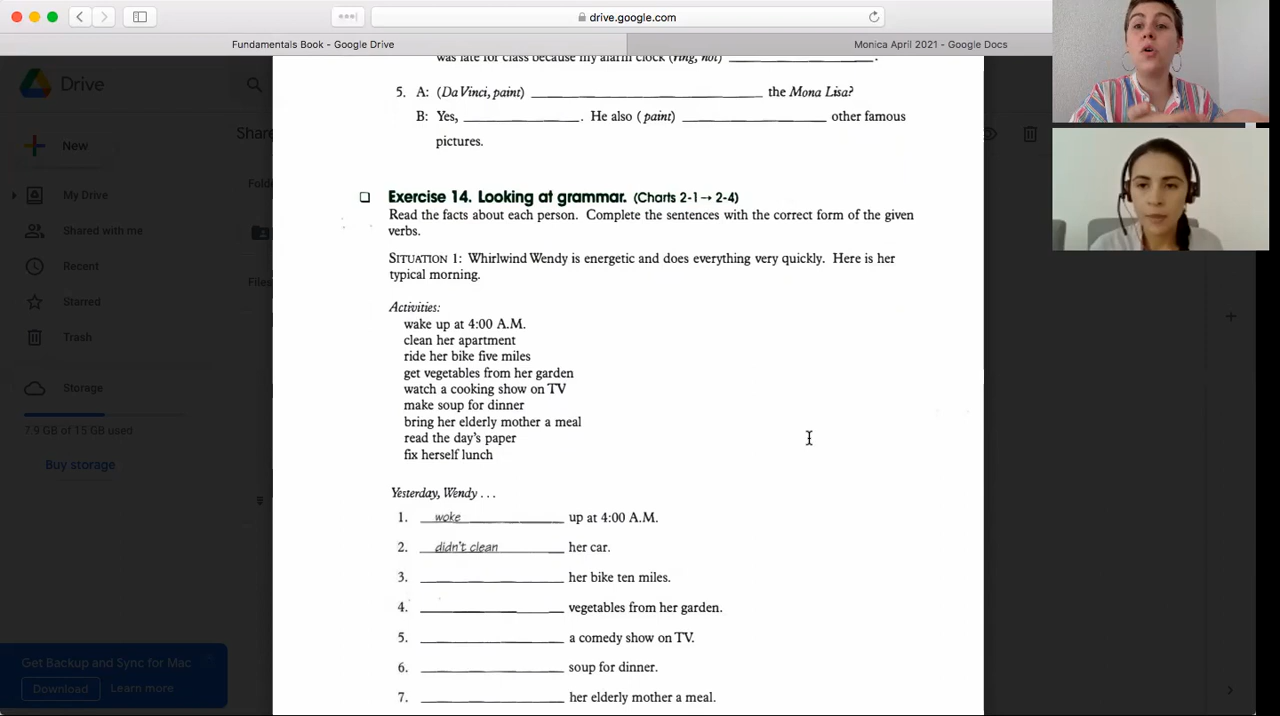 drive.google.com
Fundamentals Book - Google Drive
Monica April 2021 - Google Docs
was late for class because my alarm clock (ring, not) ____________.
Drive
5. A: (Da Vinci, paint) ____________ the Mona Lisa?
B: Yes, ____________. He also (paint) ____________ other famous
pictures.
New
My Drive
Shared with me
Recent
Starred
Trash
Storage
7.9 GB of 15 GB used
Buy storage
Exercise 14. Looking at grammar. (Charts 2-1 → 2-4)
Read the facts about each person. Complete the sentences with the correct form of the given
verbs.
SITUATION 1: Whirlwind Wendy is energetic and does everything very quickly. Here is her
typical morning.
Activities:
wake up at 4:00 A.M.
clean her apartment
ride her bike five miles
get vegetables from her garden
watch a cooking show on TV
make soup for dinner
bring her elderly mother a meal
read the day's paper
fix herself lunch
Yesterday, Wendy . . .
1. woke up at 4:00 A.M.
2. didn't clean her car.
3. ____________ her bike ten miles.
4. ____________ vegetables from her garden.
5. ____________ a comedy show on TV.
6. ____________ soup for dinner.
7. ____________ her elderly mother a meal.
Get Backup and Sync for Mac
Download Learn more